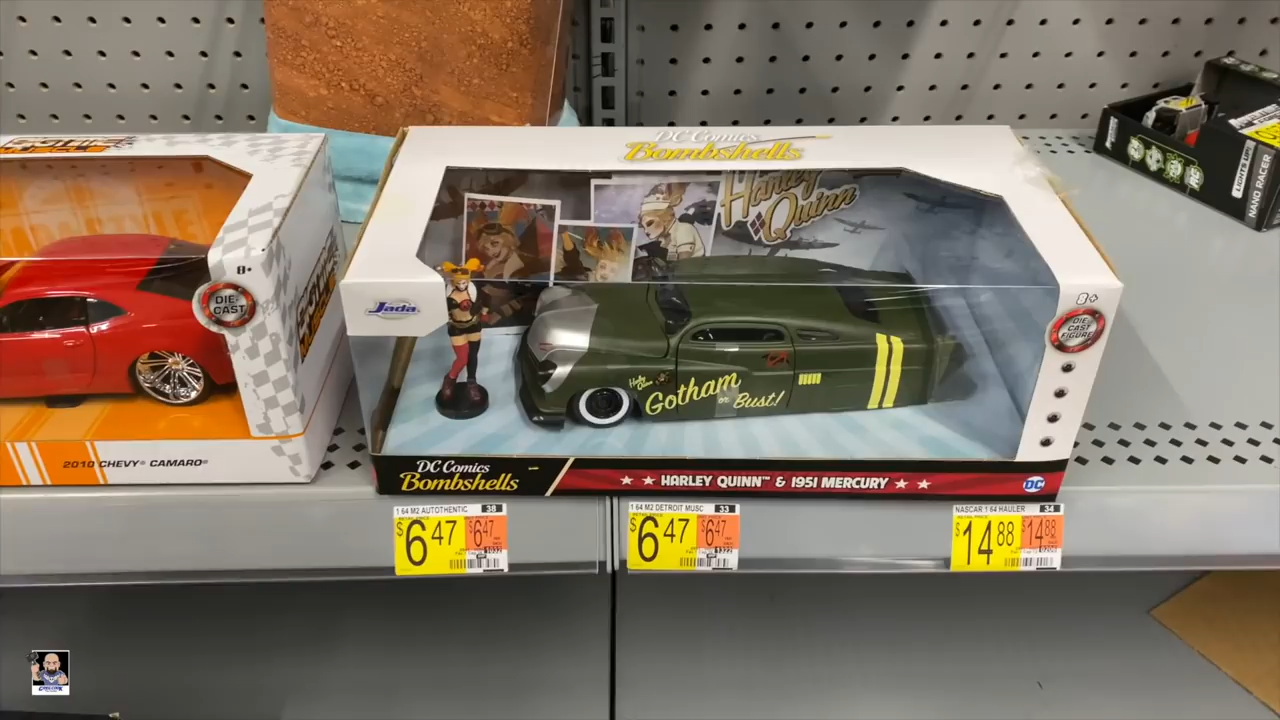 DC Comics
Bombshells
Harley
Quinn
8+
DIE-
CAST
Jada
8+
DIE
CAST
FIGURE
Harley
Quinn
Gotham
or Bust!
2010 CHEVY® CAMARO®
DC Comics
Bombshells
HARLEY QUINN™ & 1951 MERCURY
DC
LIGHTS UP!
NANO RACER
1 64 M2 AUTOTHENTIC 38
$6 47
$6 47
1 64 M2 DETROIT MUSC 33
$6 47
$6 47
NASCAR 1 64 HAULER 34
$14 88
$14 88